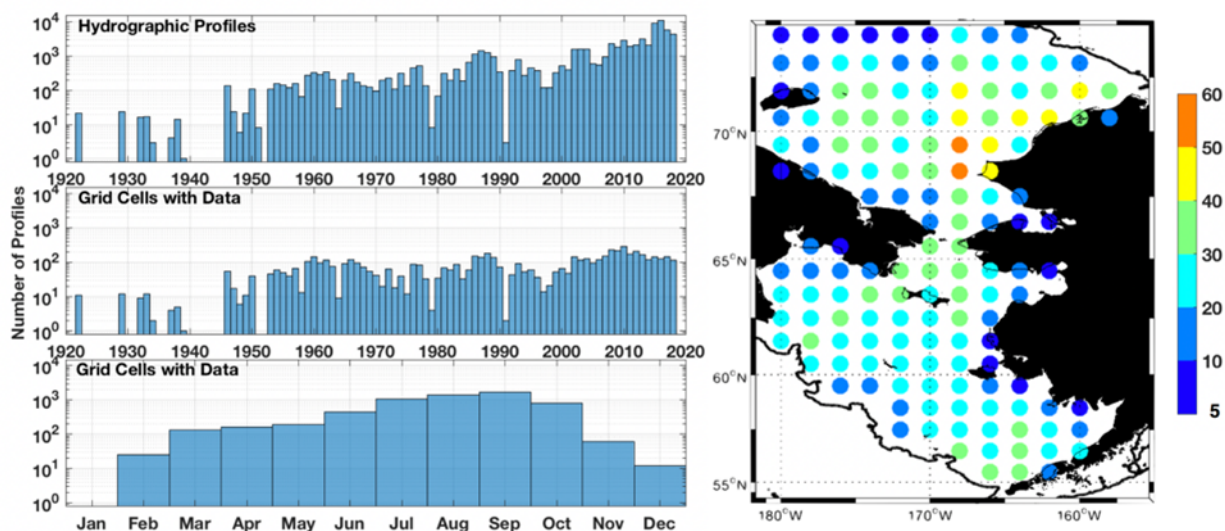 Hydrographic Profiles
10⁴
10³
10²
10¹
10⁰
1920 1930 1940 1950 1960 1970 1980 1990 2000 2010 2020
Grid Cells with Data
10⁴
10³
10²
10¹
10⁰
1920 1930 1940 1950 1960 1970 1980 1990 2000 2010 2020
Number of Profiles
Grid Cells with Data
10⁴
10³
10²
10¹
10⁰
Jan Feb Mar Apr May Jun Jul Aug Sep Oct Nov Dec
70°N
65°N
60°N
55°N
180°W 170°W 160°W
60
50
40
30
20
10
5